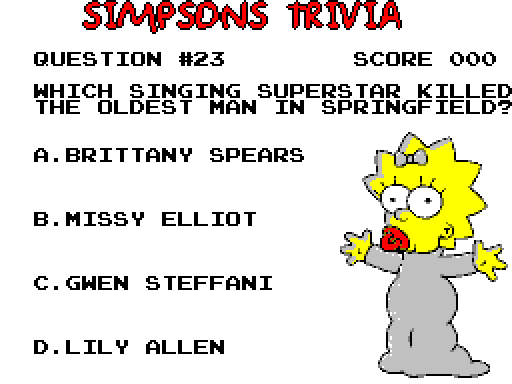 SIMPSONS TRIVIA
QUESTION #23 SCORE 000
WHICH SINGING SUPERSTAR KILLED
THE OLDEST MAN IN SPRINGFIELD?
A.BRITTANY SPEARS
B.MISSY ELLIOT
C.GWEN STEFFANI
D.LILY ALLEN